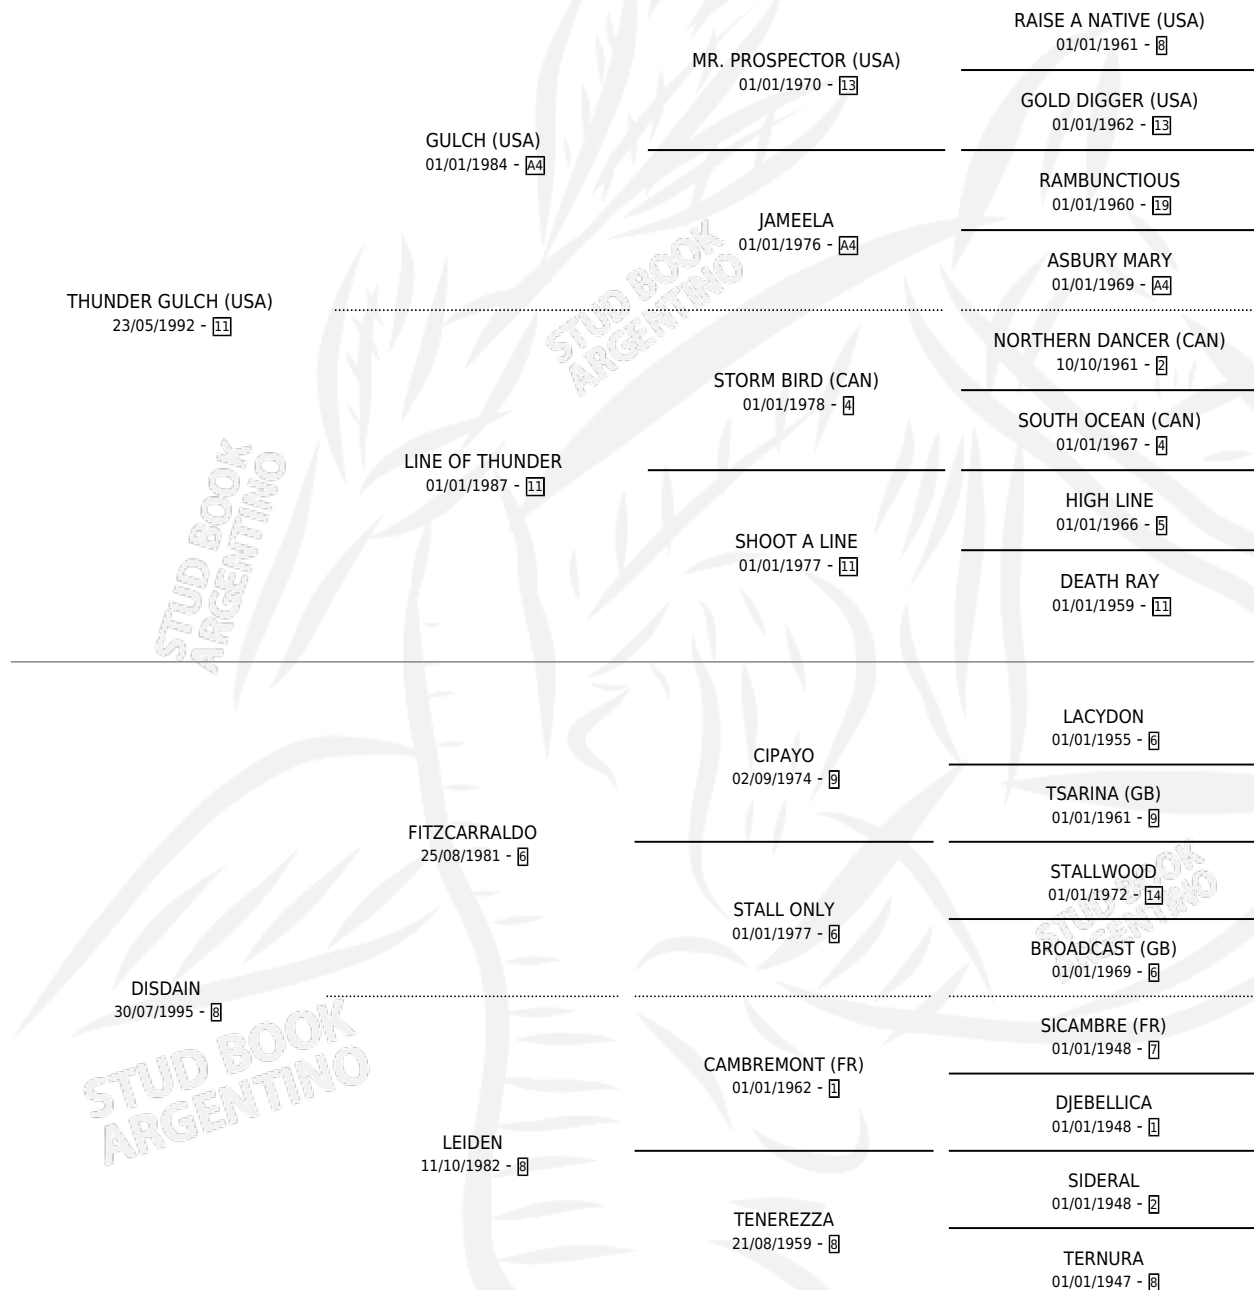 RAISE A NATIVE (USA)
01/01/1961 - 8
MR. PROSPECTOR (USA)
01/01/1970 - 13
GOLD DIGGER (USA)
01/01/1962 - 13
GULCH (USA)
01/01/1984 - A4
RAMBUNCTIOUS
01/01/1960 - 19
JAMEELA
01/01/1976 - A4
ASBURY MARY
01/01/1969 - A4
THUNDER GULCH (USA)
23/05/1992 - 11
NORTHERN DANCER (CAN)
10/10/1961 - 2
STORM BIRD (CAN)
01/01/1978 - 4
SOUTH OCEAN (CAN)
01/01/1967 - 4
LINE OF THUNDER
01/01/1987 - 11
HIGH LINE
01/01/1966 - 5
SHOOT A LINE
01/01/1977 - 11
DEATH RAY
01/01/1959 - 11
LACYDON
01/01/1955 - 6
CIPAYO
02/09/1974 - 9
TSARINA (GB)
01/01/1961 - 9
FITZCARRALDO
25/08/1981 - 6
STALLWOOD
01/01/1972 - 14
STALL ONLY
01/01/1977 - 6
BROADCAST (GB)
01/01/1969 - 6
DISDAIN
30/07/1995 - 8
SICAMBRE (FR)
01/01/1948 - 7
CAMBREMONT (FR)
01/01/1962 - 1
DJEBELLICA
01/01/1948 - 1
LEIDEN
11/10/1982 - 8
SIDERAL
01/01/1948 - 2
TENEREZZA
21/08/1959 - 8
TERNURA
01/01/1947 - 8
STUD BOOK
ARGENTINO
STUD BOOK
ARGENTINO
STUD BOOK
ARGENTINO
STUD BOOK
ARGENTINO